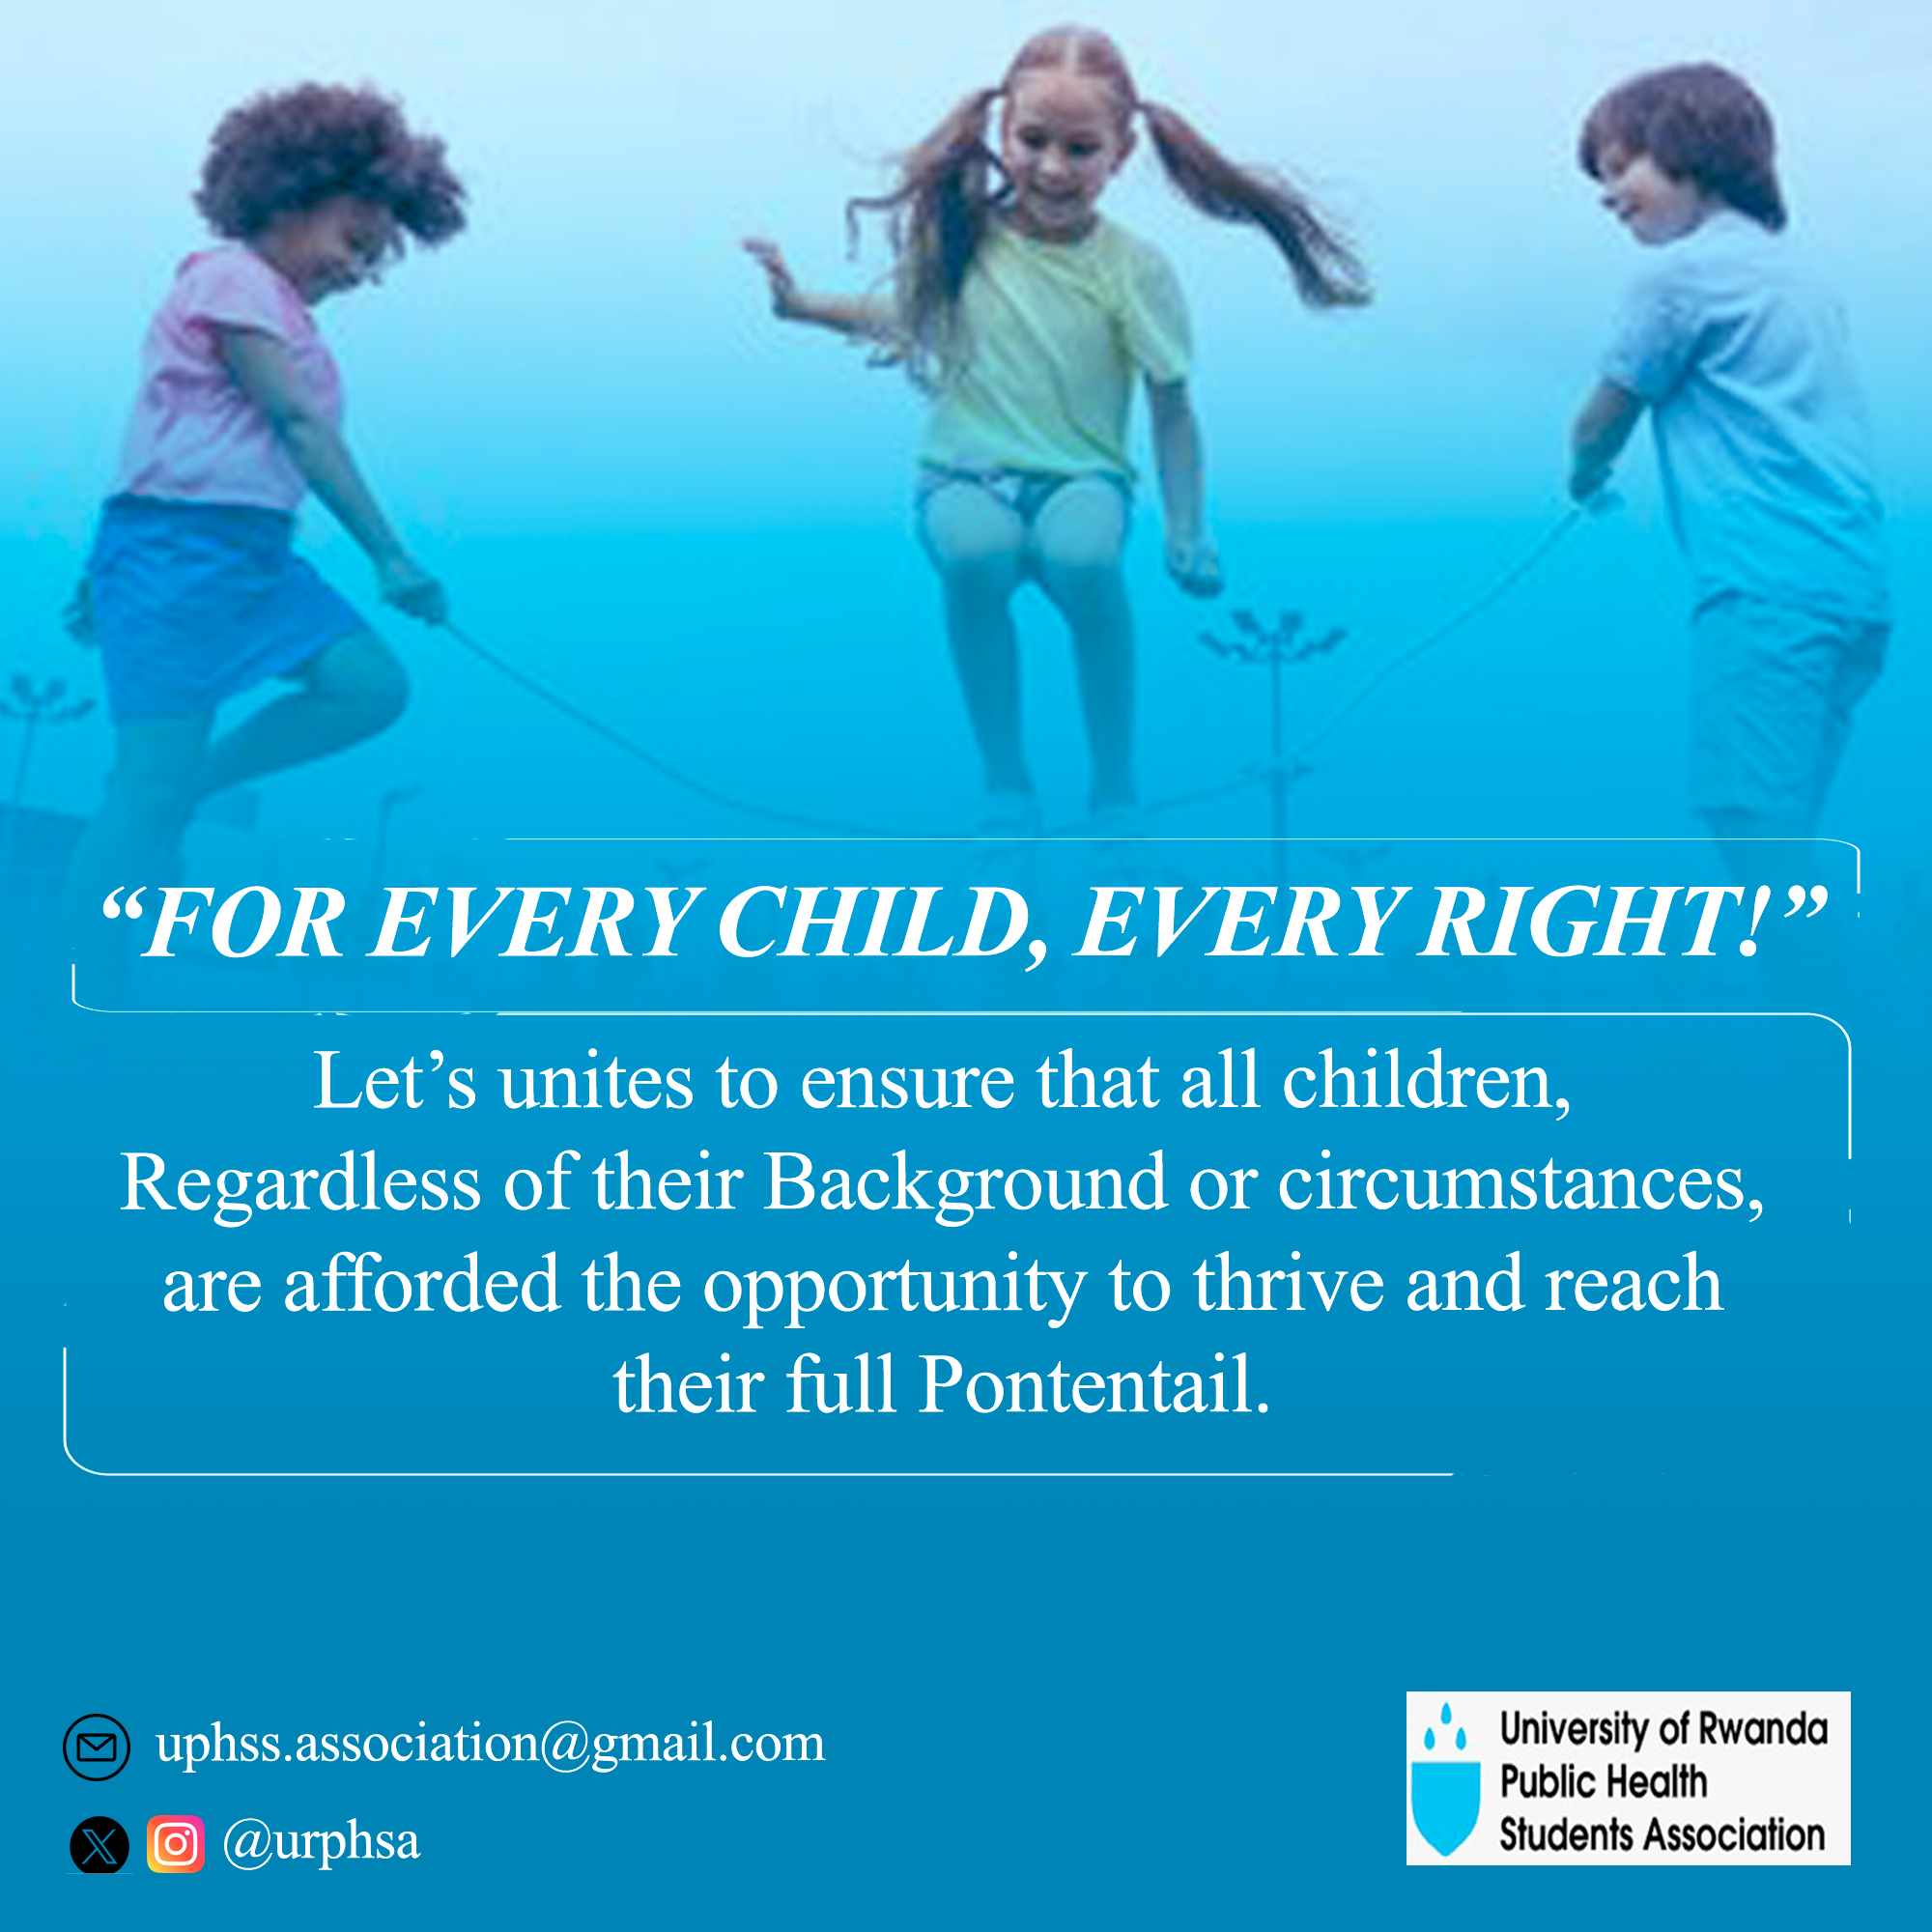 “FOR EVERY CHILD, EVERY RIGHT!”
Let’s unites to ensure that all children,
Regardless of their Background or circumstances,
are afforded the opportunity to thrive and reach
their full Pontentail.
uphss.association@gmail.com
@urphsa
University of Rwanda
Public Health
Students Association